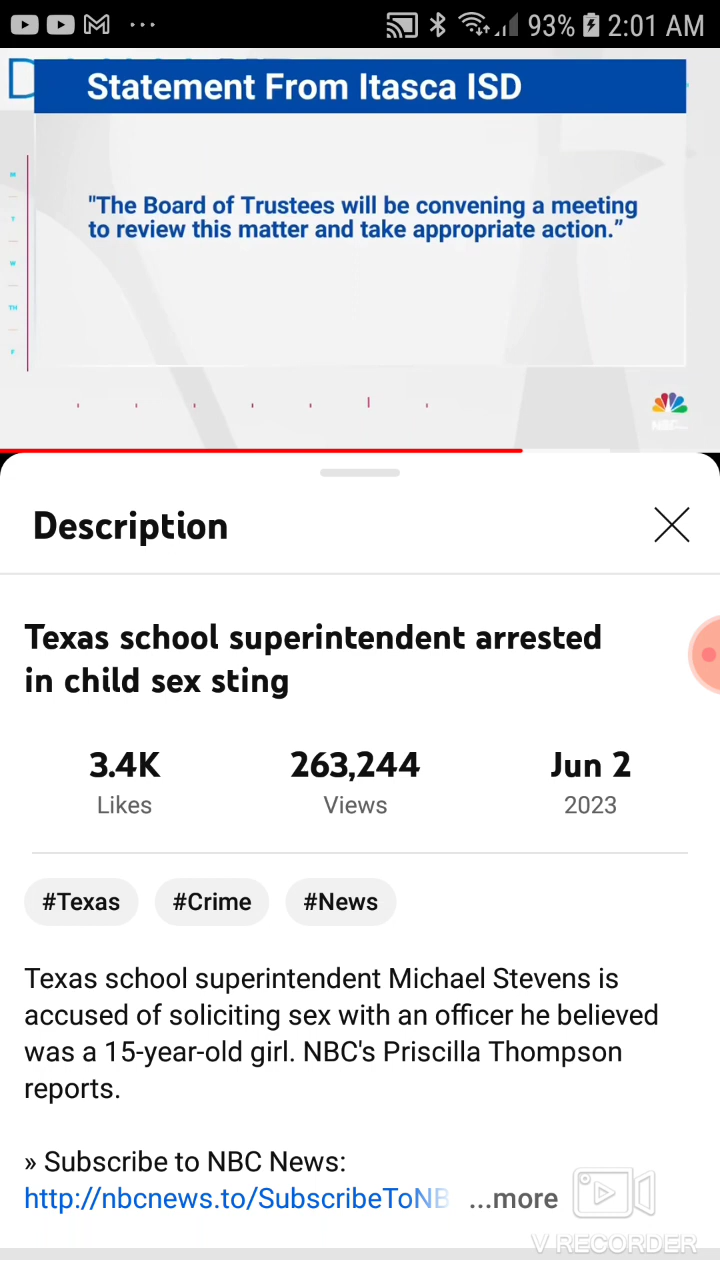 93% 2:01 AM
D
Statement From Itasca ISD
M
T
W
TH
F
"The Board of Trustees will be convening a meeting
to review this matter and take appropriate action.”
NBC
Description
Texas school superintendent arrested
in child sex sting
3.4K 263,244 Jun 2
Likes Views 2023
#Texas #Crime #News
Texas school superintendent Michael Stevens is
accused of soliciting sex with an officer he believed
was a 15-year-old girl. NBC's Priscilla Thompson
reports.
» Subscribe to NBC News:
http://nbcnews.to/SubscribeToNB ...more
V RECORDER